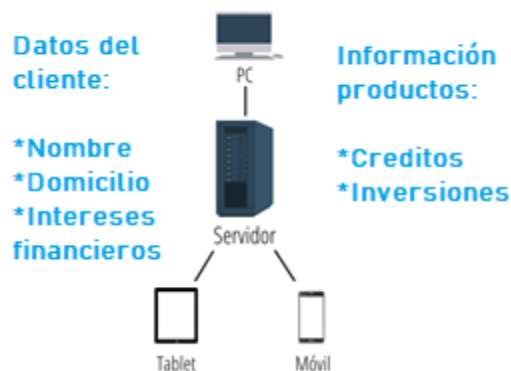 Datos del
cliente:
*Nombre
*Domicilio
*Intereses
financieros
PC
Servidor
Tablet
Móvil
Información
productos:
*Creditos
*Inversiones